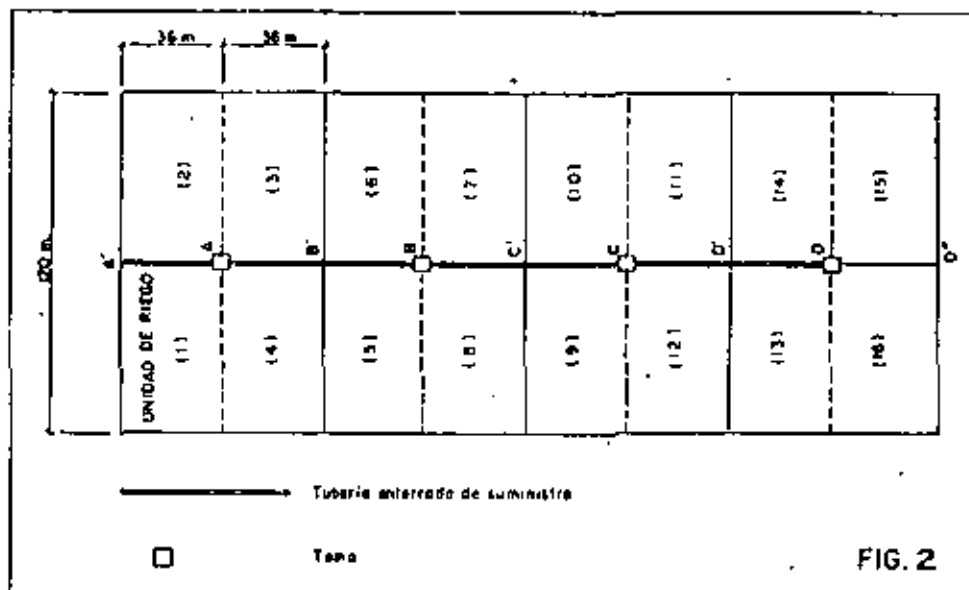 36 m 36 m
(2) (3) (6) (7) (10) (11) (14) (15)
A' A B' B C' C D' D D"
120 m
UNIDAD DE RIEGO
(1) (4) (5) (8) (9) (12) (13) (16)
Tubería enterrada de suministro
Toma
FIG. 2